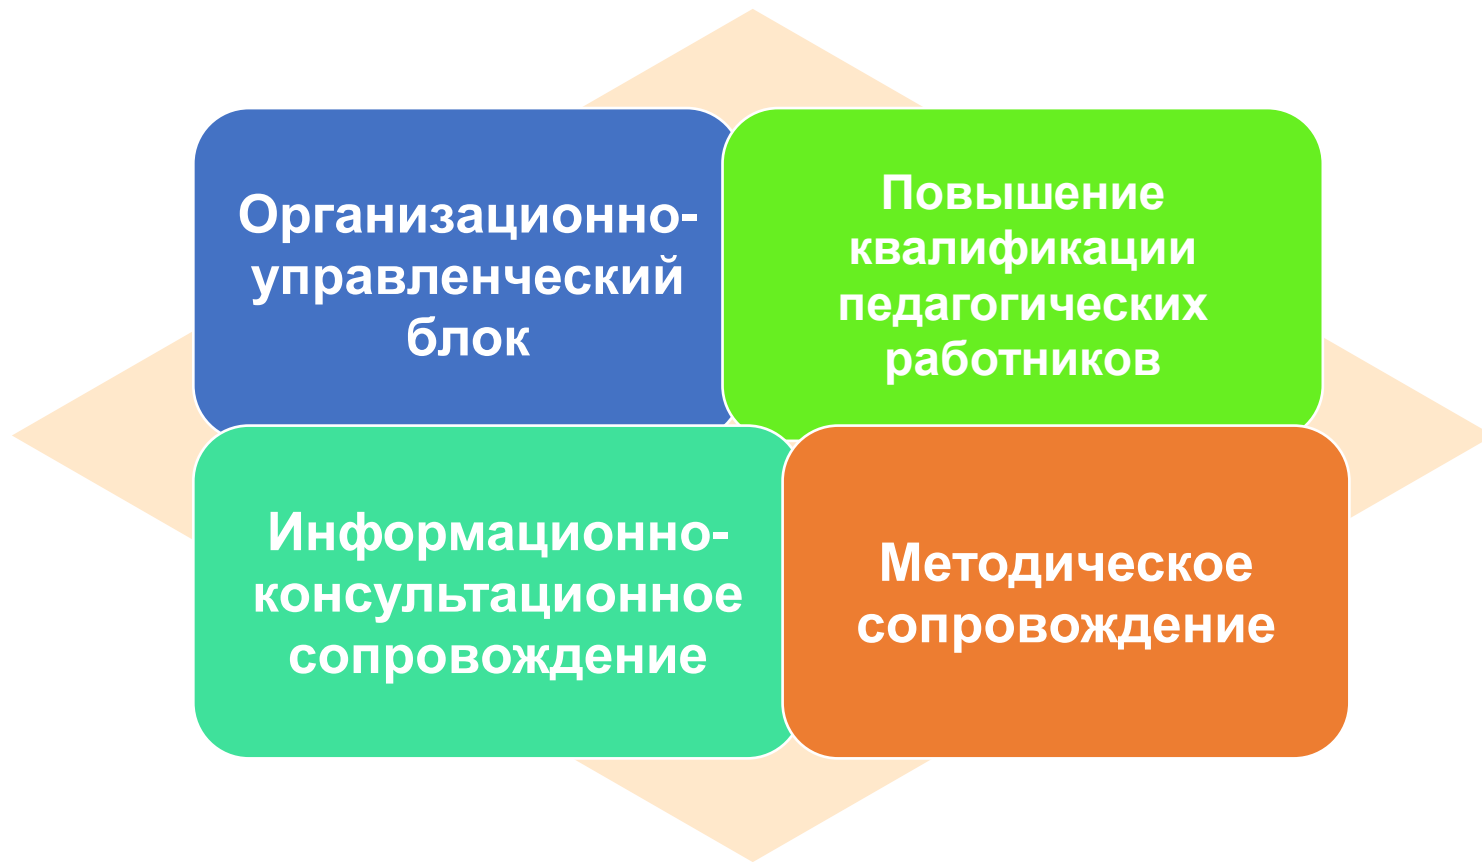 Организационно-
управленческий
блок
Повышение
квалификации
педагогических
работников
Информационно-
консультационное
сопровождение
Методическое
сопровождение